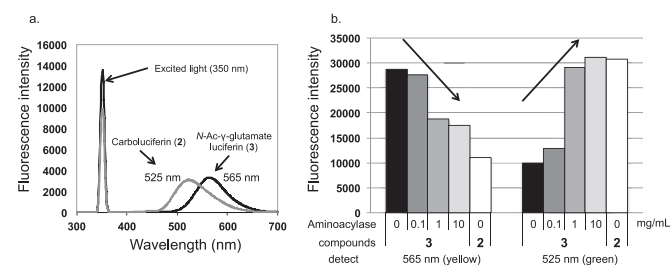 a.
Fluorescence intensity
16000
14000
12000
10000
8000
6000
4000
2000
0
Excited light (350 nm)
Carboluciferin (2)
N-Ac-γ-glutamate
luciferin (3)
525 nm
565 nm
300 400 500 600 700
Wavelength (nm)
b.
Fluorescence intensity
35000
30000
25000
20000
15000
10000
5000
0
Aminoacylase 0 0.1 1 10 0 0 0.1 1 10 0 mg/mL
compounds 3 2 3 2
detect 565 nm (yellow) 525 nm (green)